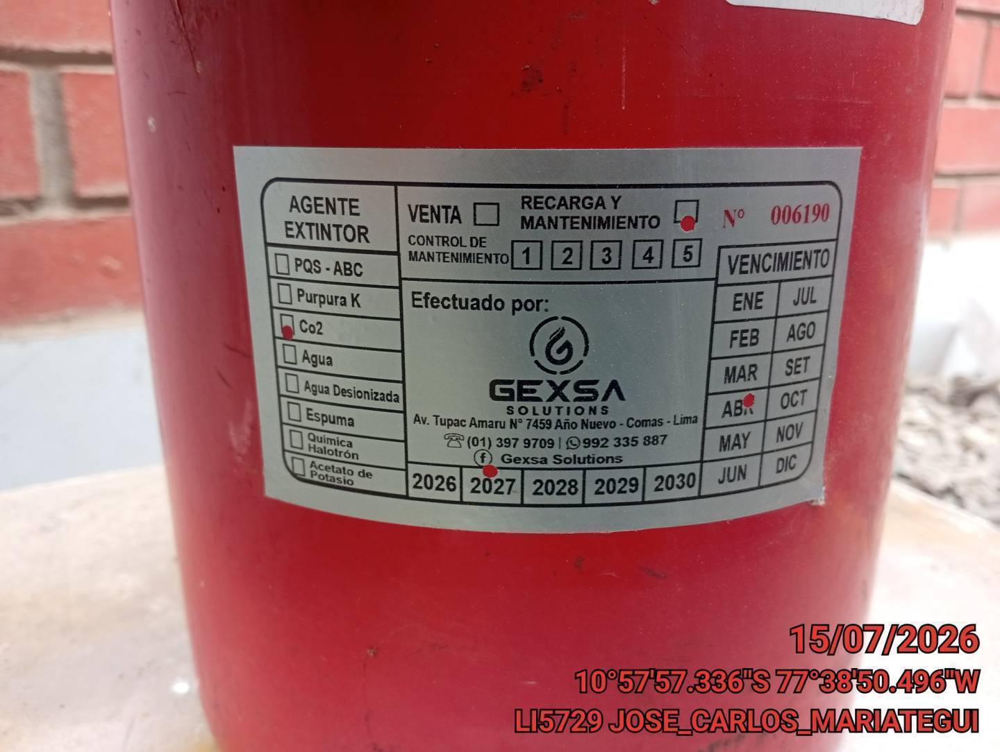 AGENTE
EXTINTOR
PQS - ABC
Purpura K
Co2
Agua
Agua Desionizada
Espuma
Quimica
Halotrón
Acetato de
Potasio
VENTA
RECARGA Y
MANTENIMIENTO
Nº 006190
CONTROL DE
MANTENIMIENTO 1 2 3 4 5
Efectuado por:
GEXSA
SOLUTIONS
Av. Tupac Amaru N° 7459 Año Nuevo - Comas - Lima
(01) 397 9709 | 992 335 887
f Gexsa Solutions
2026 2027 2028 2029 2030
VENCIMIENTO
ENE JUL
FEB AGO
MAR SET
ABR OCT
MAY NOV
JUN DIC
15/07/2026
10°57'57.336"S 77°38'50.496"W
LI5729 JOSE_CARLOS_MARIATEGUI